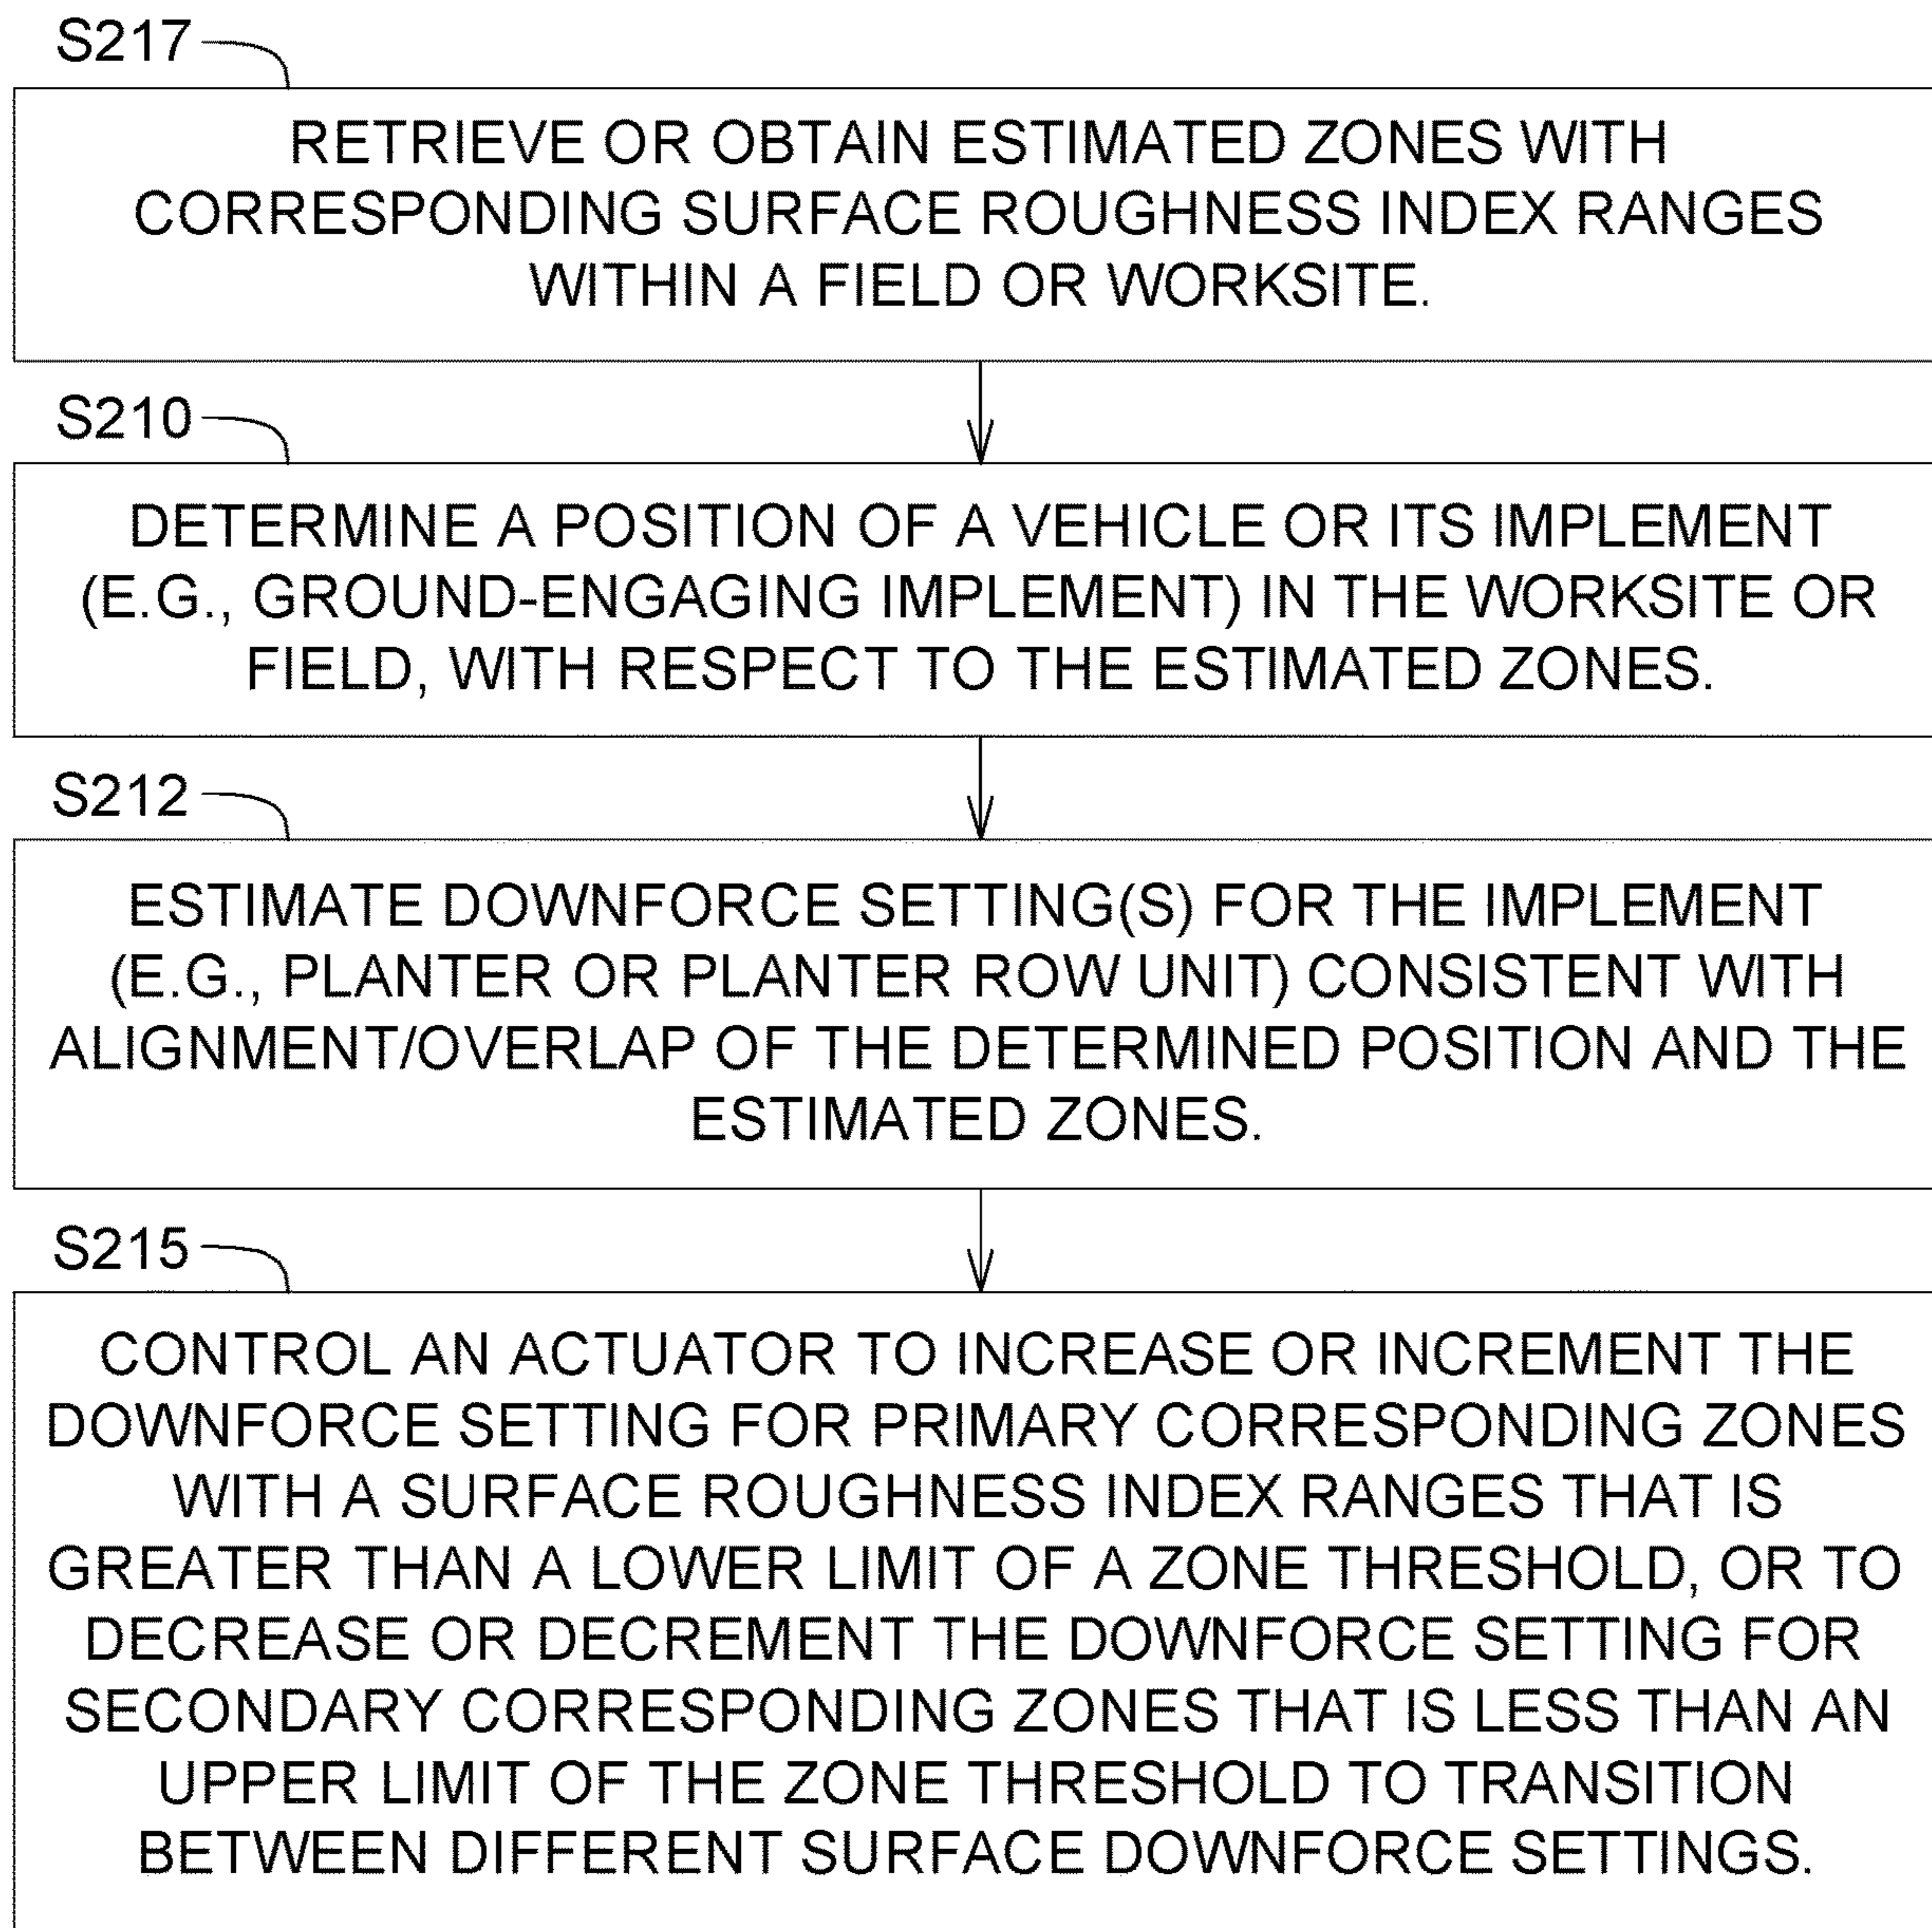 S217
RETRIEVE OR OBTAIN ESTIMATED ZONES WITH
CORRESPONDING SURFACE ROUGHNESS INDEX RANGES
WITHIN A FIELD OR WORKSITE.
S210
DETERMINE A POSITION OF A VEHICLE OR ITS IMPLEMENT
(E.G., GROUND-ENGAGING IMPLEMENT) IN THE WORKSITE OR
FIELD, WITH RESPECT TO THE ESTIMATED ZONES.
S212
ESTIMATE DOWNFORCE SETTING(S) FOR THE IMPLEMENT
(E.G., PLANTER OR PLANTER ROW UNIT) CONSISTENT WITH
ALIGNMENT/OVERLAP OF THE DETERMINED POSITION AND THE
ESTIMATED ZONES.
S215
CONTROL AN ACTUATOR TO INCREASE OR INCREMENT THE
DOWNFORCE SETTING FOR PRIMARY CORRESPONDING ZONES
WITH A SURFACE ROUGHNESS INDEX RANGES THAT IS
GREATER THAN A LOWER LIMIT OF A ZONE THRESHOLD, OR TO
DECREASE OR DECREMENT THE DOWNFORCE SETTING FOR
SECONDARY CORRESPONDING ZONES THAT IS LESS THAN AN
UPPER LIMIT OF THE ZONE THRESHOLD TO TRANSITION
BETWEEN DIFFERENT SURFACE DOWNFORCE SETTINGS.